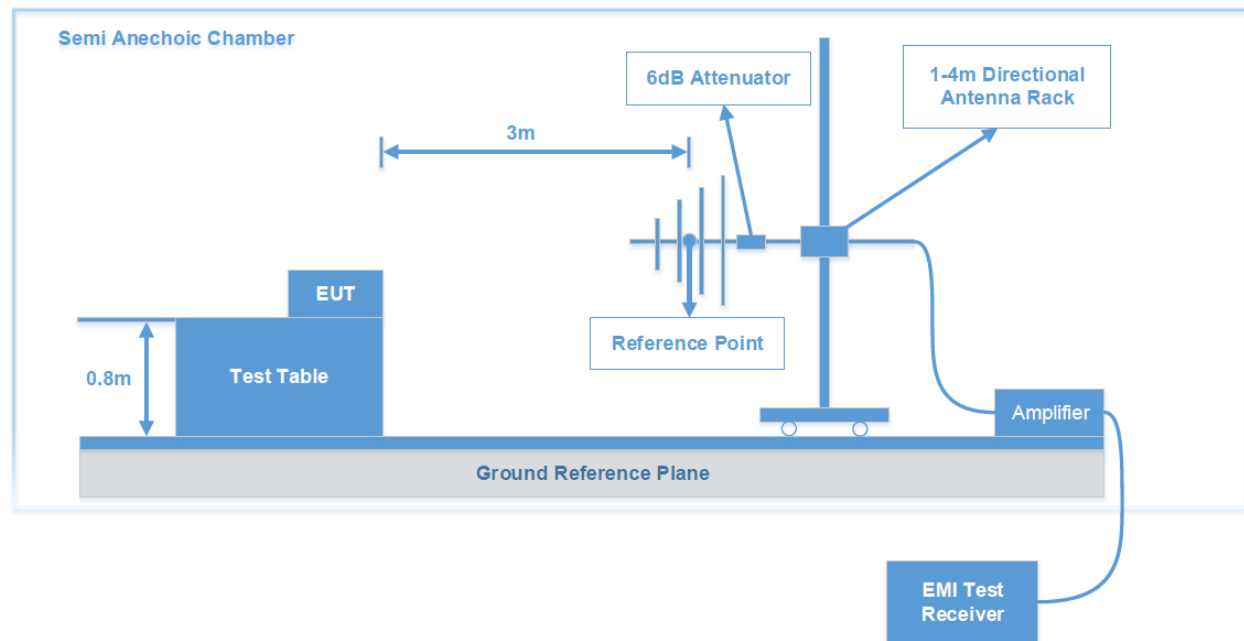 Semi Anechoic Chamber
6dB Attenuator
1-4m Directional
Antenna Rack
3m
EUT
Reference Point
0.8m
Test Table
Amplifier
Ground Reference Plane
EMI Test
Receiver